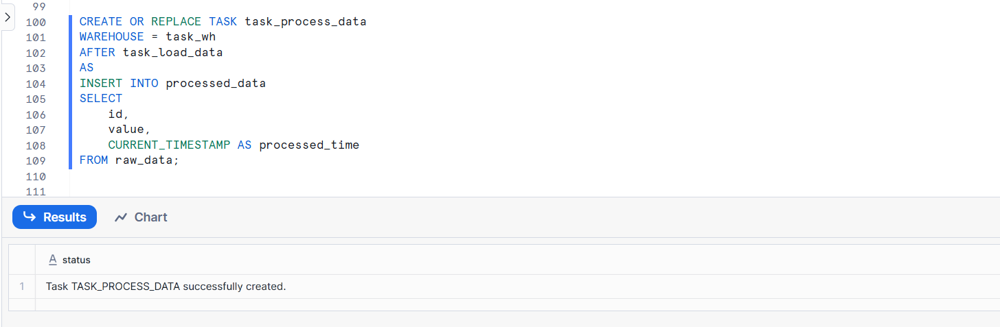 99
100 CREATE OR REPLACE TASK task_process_data
101 WAREHOUSE = task_wh
102 AFTER task_load_data
103 AS
104 INSERT INTO processed_data
105 SELECT
106     id,
107     value,
108     CURRENT_TIMESTAMP AS processed_time
109 FROM raw_data;
110
111
Results Chart
A status
1 Task TASK_PROCESS_DATA successfully created.